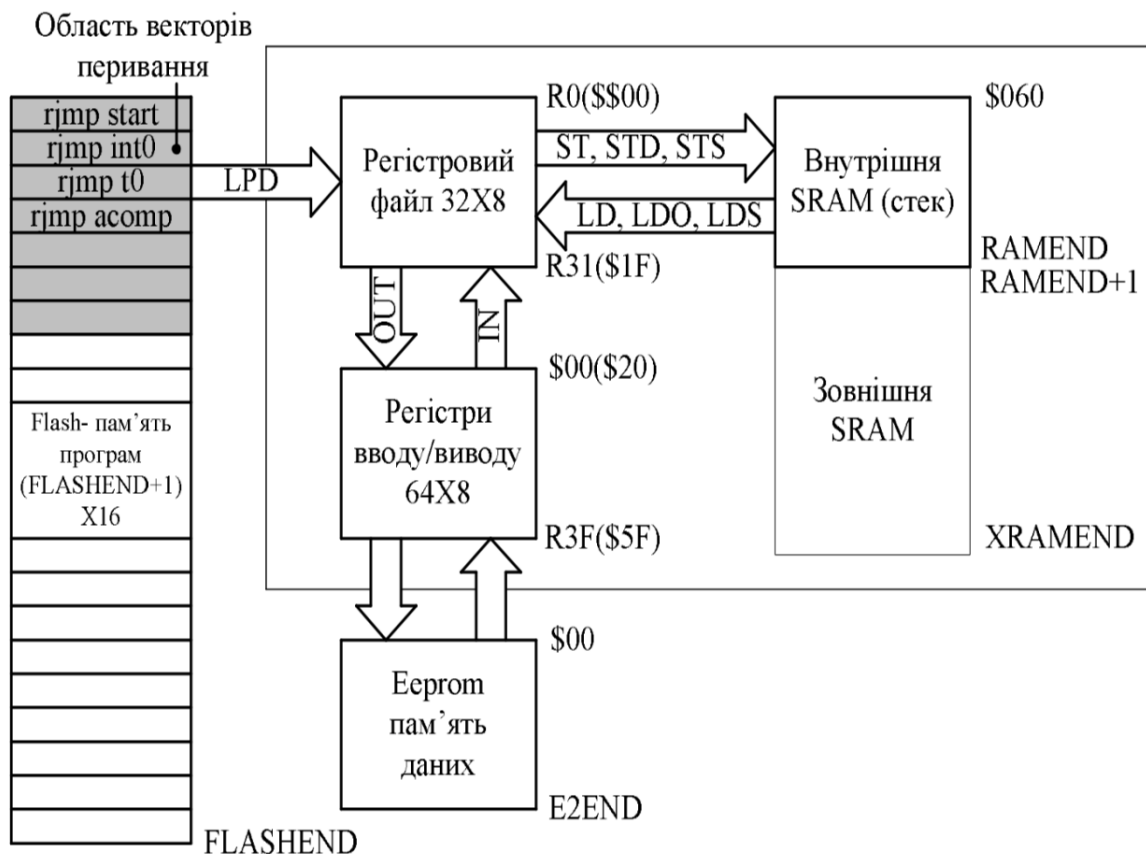 Область векторів
перивання
rjmp start
rjmp int0
rjmp t0
rjmp acomp
Flash- пам’ять
програм
(FLASHEND+1)
X16
FLASHEND
LPD
Регістровий
файл 32X8
R0($$00)
R31($1F)
ST, STD, STS
LD, LDO, LDS
Внутрішня
SRAM (стек)
$060
RAMEND
RAMEND+1
Зовнішня
SRAM
XRAMEND
OUT
IN
$00($20)
Регістри
вводу/виводу
64X8
R3F($5F)
$00
Eeprom
пам’ять
даних
E2END